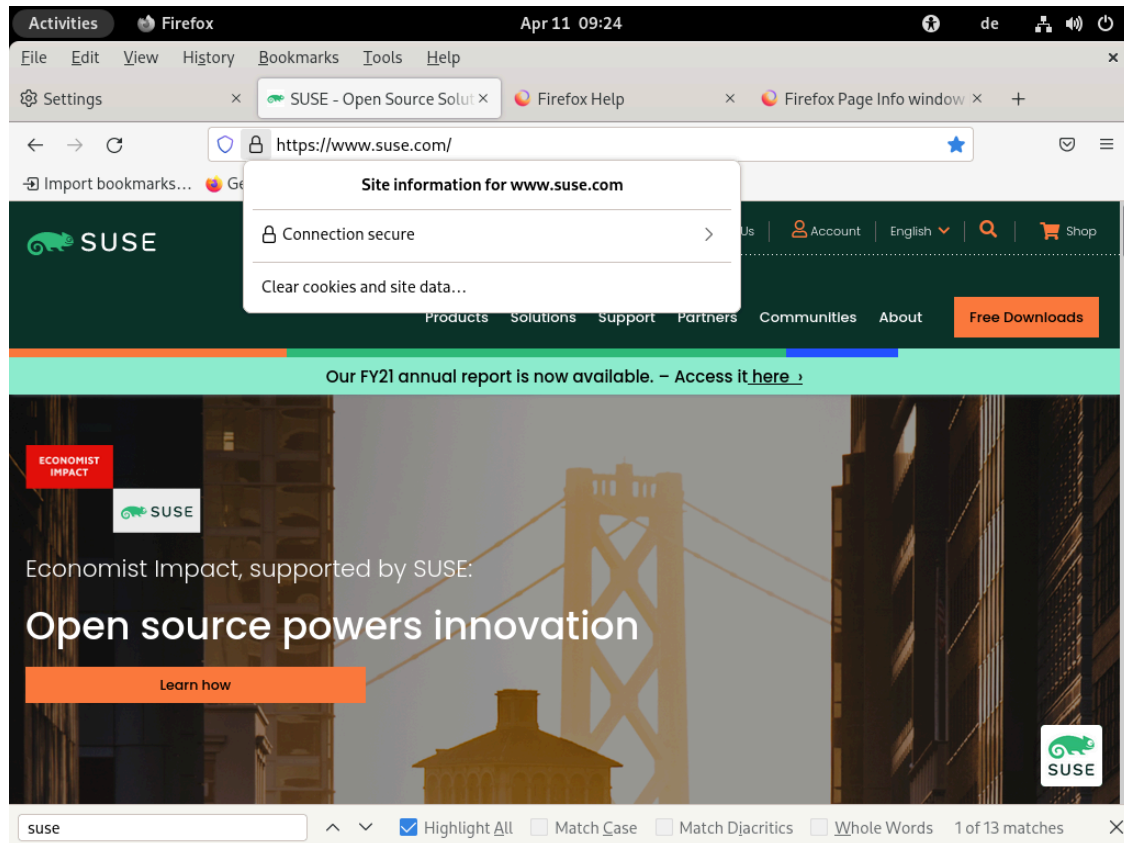 Activities Firefox Apr 11 09:24 de
File Edit View History Bookmarks Tools Help
Settings SUSE - Open Source Solut Firefox Help Firefox Page Info window
https://www.suse.com/
Import bookmarks... Ge
Site information for www.suse.com
Connection secure
Clear cookies and site data...
SUSE Us Account English Shop
Products Solutions Support Partners Communities About Free Downloads
Our FY21 annual report is now available. – Access it here ›
ECONOMIST
IMPACT
SUSE
Economist Impact, supported by SUSE:
Open source powers innovation
Learn how
SUSE
suse Highlight All Match Case Match Diacritics Whole Words 1 of 13 matches